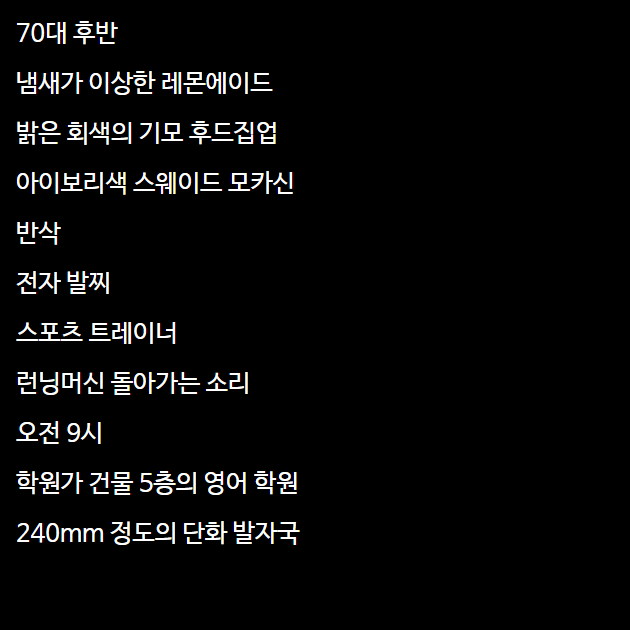 70대 후반
냄새가 이상한 레몬에이드
밝은 회색의 기모 후드집업
아이보리색 스웨이드 모카신
반삭
전자 발찌
스포츠 트레이너
런닝머신 돌아가는 소리
오전 9시
학원가 건물 5층의 영어 학원
240mm 정도의 단화 발자국